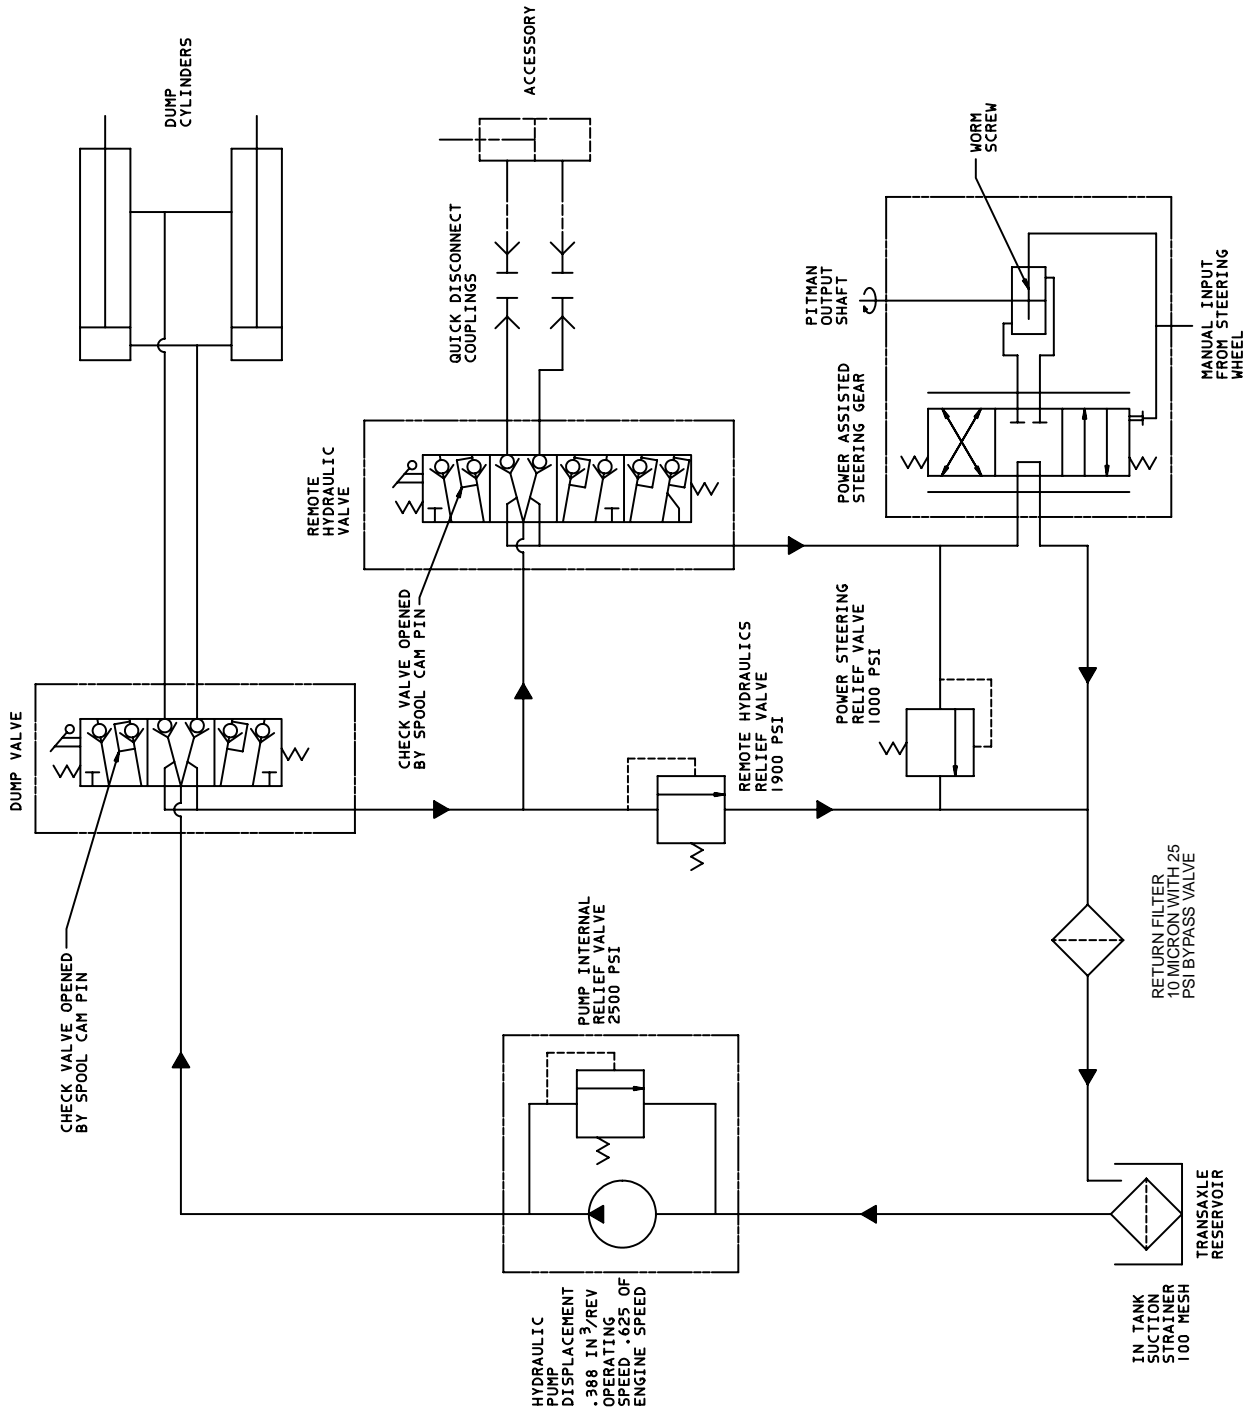 DUMP
CYLINDERS
ACCESSORY
WORM
SCREW
QUICK DISCONNECT
COUPLINGS
PITMAN
OUTPUT
SHAFT
MANUAL INPUT
FROM STEERING
WHEEL
POWER ASSISTED
STEERING GEAR
REMOTE
HYDRAULIC
VALVE
DUMP VALVE
CHECK VALVE OPENED
BY SPOOL CAM PIN
REMOTE HYDRAULICS
RELIEF VALVE
1900 PSI
POWER STEERING
RELIEF VALVE
1000 PSI
CHECK VALVE OPENED
BY SPOOL CAM PIN
PUMP INTERNAL
RELIEF VALVE
2500 PSI
RETURN FILTER
10 MICRON WITH 25
PSI BYPASS VALVE
HYDRAULIC
PUMP
DISPLACEMENT
.388 IN³/REV
OPERATING
SPEED .625 OF
ENGINE SPEED
TRANSAXLE
RESERVOIR
IN TANK
SUCTION
STRAINER
100 MESH